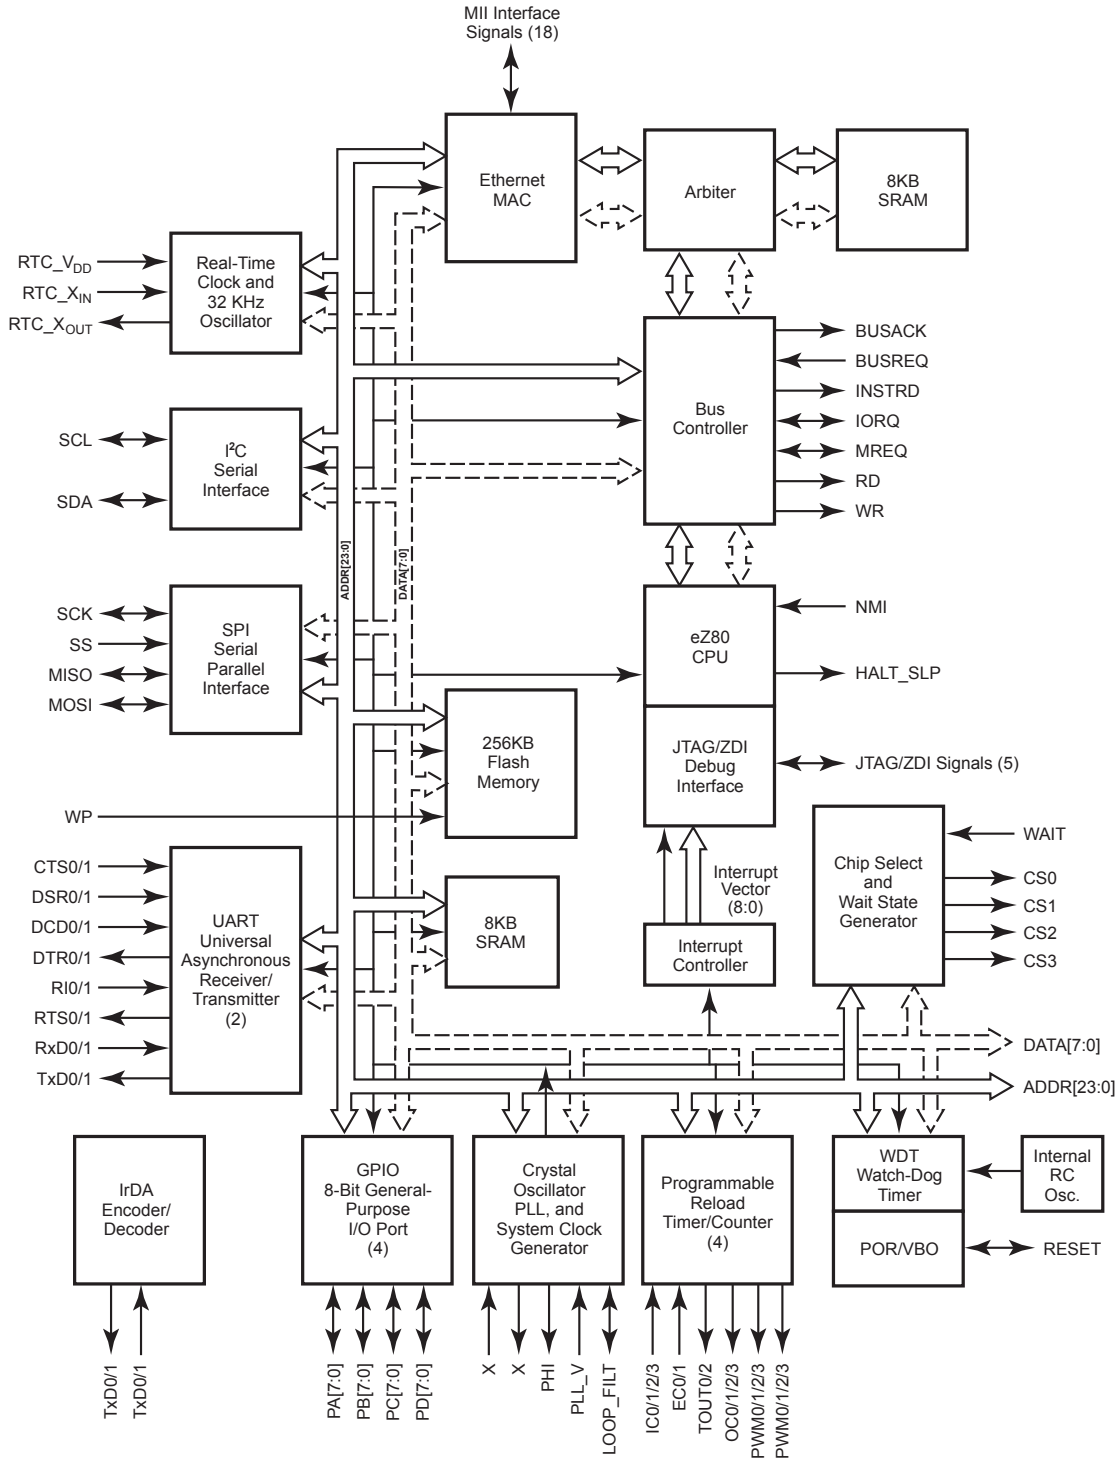 MII Interface
Signals (18)
Ethernet
MAC
Arbiter
8KB
SRAM
RTC_VDD
RTC_XIN
RTC_XOUT
Real-Time
Clock and
32 KHz
Oscillator
Bus
Controller
BUSACK
BUSREQ
INSTRD
IORQ
MREQ
RD
WR
SCL
SDA
I²C
Serial
Interface
ADDR[23:0]
DATA[7:0]
SCK
SS
MISO
MOSI
SPI
Serial
Parallel
Interface
eZ80
CPU
NMI
HALT_SLP
256KB
Flash
Memory
JTAG/ZDI
Debug
Interface
JTAG/ZDI Signals (5)
WP
CTS0/1
DSR0/1
DCD0/1
DTR0/1
RI0/1
RTS0/1
RxD0/1
TxD0/1
UART
Universal
Asynchronous
Receiver/
Transmitter
(2)
8KB
SRAM
Interrupt
Vector
(8:0)
Interrupt
Controller
Chip Select
and
Wait State
Generator
WAIT
CS0
CS1
CS2
CS3
DATA[7:0]
ADDR[23:0]
IrDA
Encoder/
Decoder
GPIO
8-Bit General-
Purpose
I/O Port
(4)
Crystal
Oscillator
PLL, and
System Clock
Generator
Programmable
Reload
Timer/Counter
(4)
WDT
Watch-Dog
Timer
POR/VBO
Internal
RC
Osc.
RESET
TxD0/1
TxD0/1
PA[7:0]
PB[7:0]
PC[7:0]
PD[7:0]
X
X
PHI
PLL_V
LOOP_FILT
IC0/1/2/3
EC0/1
TOUT0/2
OC0/1/2/3
PWM0/1/2/3
PWM0/1/2/3